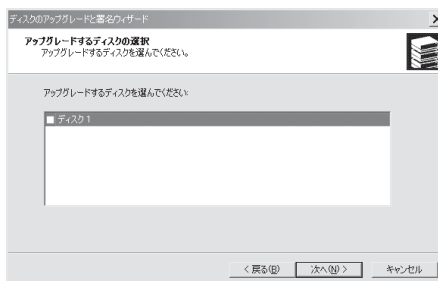 ディスクのアップグレードと署名ウィザード
アップグレードするディスクの選択
アップグレードするディスクを選んでください。
アップグレードするディスクを選んでください:
ディスク 1
< 戻る(B)
次へ(N) >
キャンセル